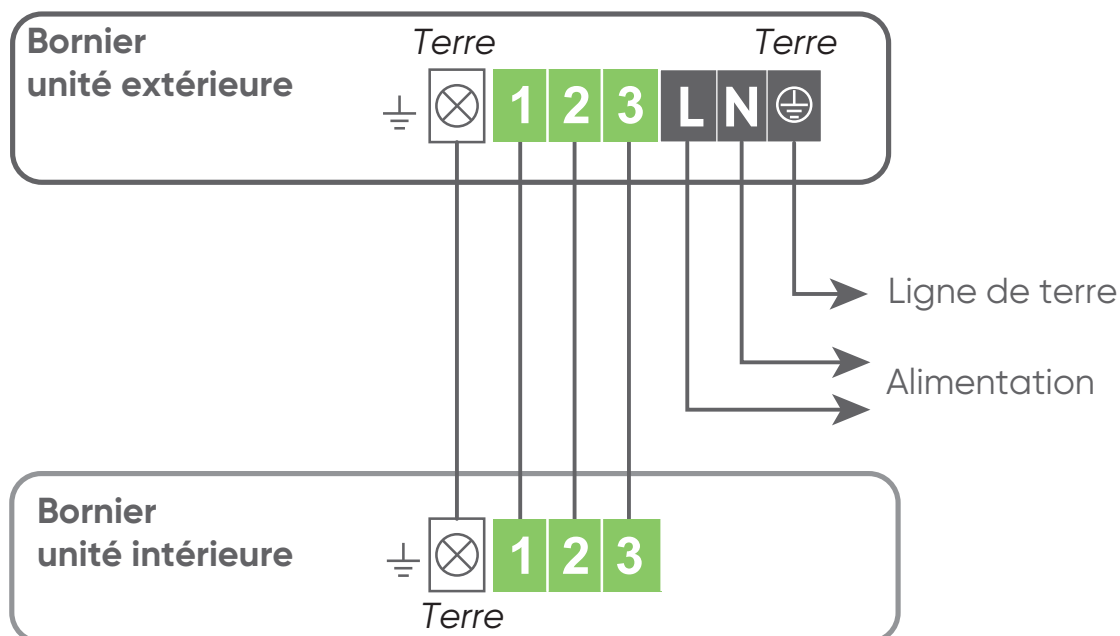 Bornier
unité extérieure
Terre
Terre
1 2 3 L N
Ligne de terre
Alimentation
Bornier
unité intérieure
1 2 3
Terre